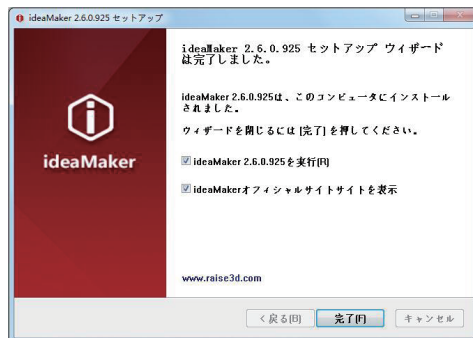 ideaMaker 2.6.0.925 セットアップ
ideaMaker 2.6.0.925 セットアップ ウィザード
は完了しました。
ideaMaker 2.6.0.925は、このコンピュータにインストール
されました。
ウィザードを閉じるには [完了] を押してください。
ideaMaker
ideaMaker 2.6.0.925を実行(R)
ideaMakerオフィシャルサイトサイトを表示
www.raise3d.com
< 戻る(B)
完了(F)
キャンセル